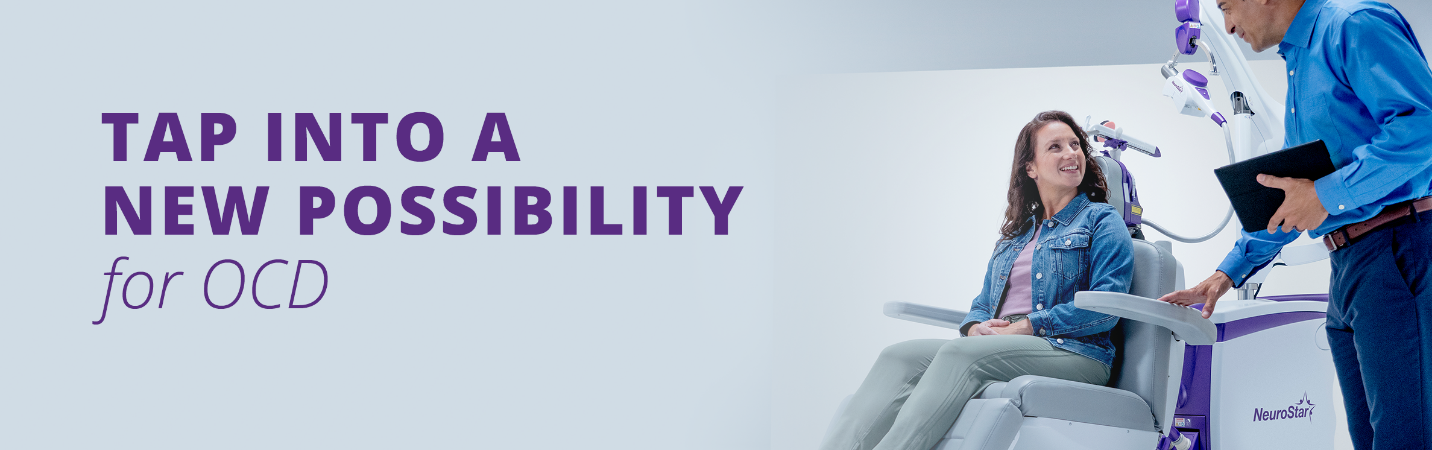 TAP INTO A
NEW POSSIBILITY
for OCD
NeuroStar